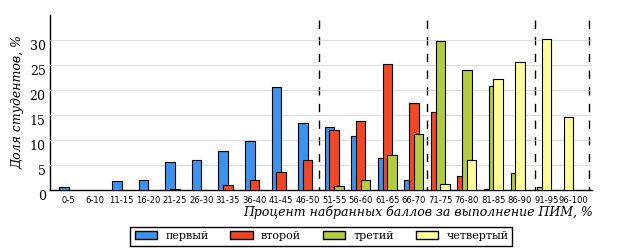 Доля студентов, %
30
25
20
15
10
5
0
0-5 6-10 11-15 16-20 21-25 26-30 31-35 36-40 41-45 46-50 51-55 56-60 61-65 66-70 71-75 76-80 81-85 86-90 91-95 96-100
Процент набранных баллов за выполнение ПИМ, %
первый второй третий четвертый